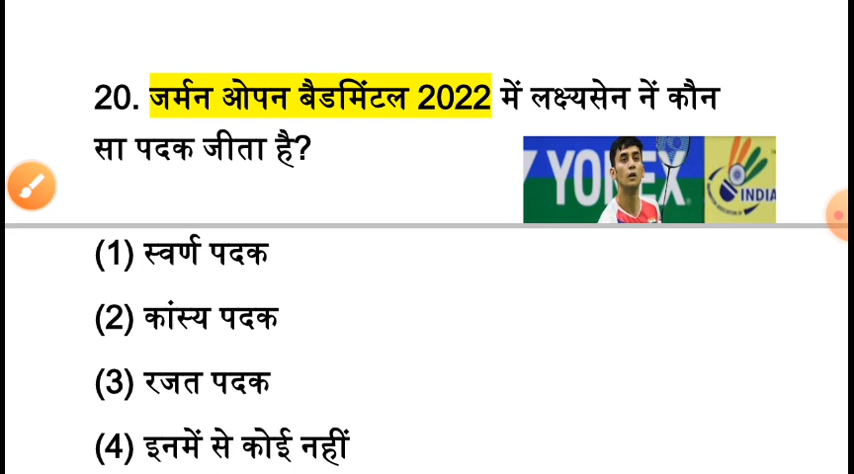 20. जर्मन ओपन बैडमिंटल 2022 में लक्ष्यसेन नें कौन
सा पदक जीता है?
YONEX
INDIA
(1) स्वर्ण पदक
(2) कांस्य पदक
(3) रजत पदक
(4) इनमें से कोई नहीं